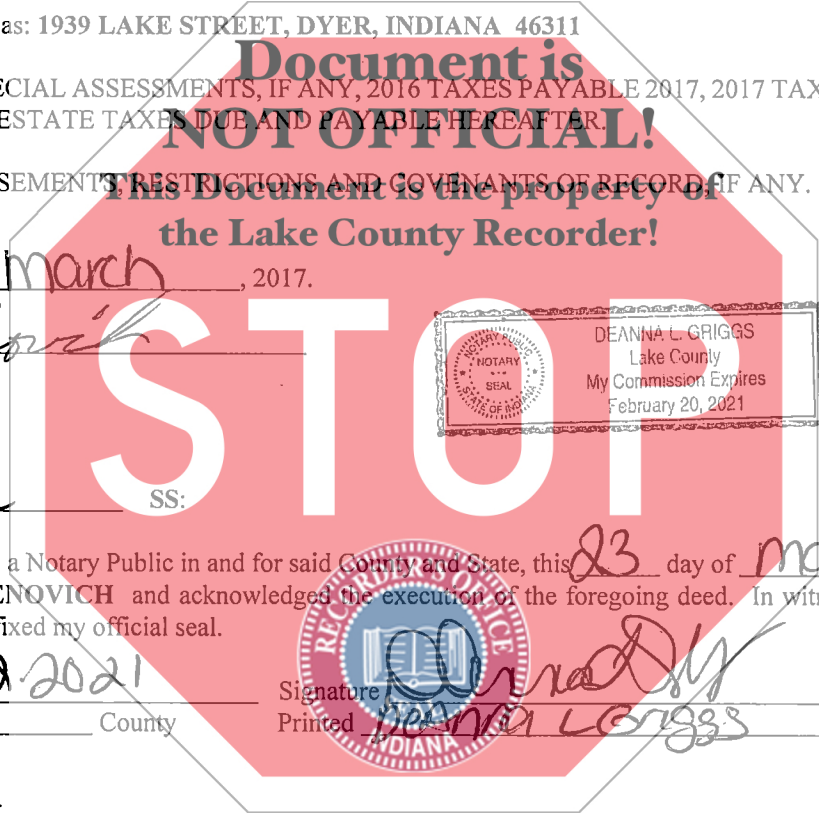 as: 1939 LAKE STREET, DYER, INDIANA 46311
Document is
ECIAL ASSESSMENTS, IF ANY, 2016 TAXES PAYABLE 2017, 2017 TAX
ESTATE TAXES DUE AND PAYABLE HEREAFTER.
NOT OFFICIAL!
SEMENTS, RESTRICTIONS AND COVENANTS OF RECORD, IF ANY.
This Document is the property of
the Lake County Recorder!
March, 2017.
STOP
DEANNA L. GRIGGS
Lake County
My Commission Expires
February 20, 2021
NOTARY PUBLIC
NOTARY
SEAL
STATE OF INDIANA
SS:
a Notary Public in and for said County and State, this 23 day of
ENOVICH and acknowledged the execution of the foregoing deed. In witn
fixed my official seal.
2021
Signature
County
Printed Deanna L Griggs
RECORDER'S OFFICE
INDIANA